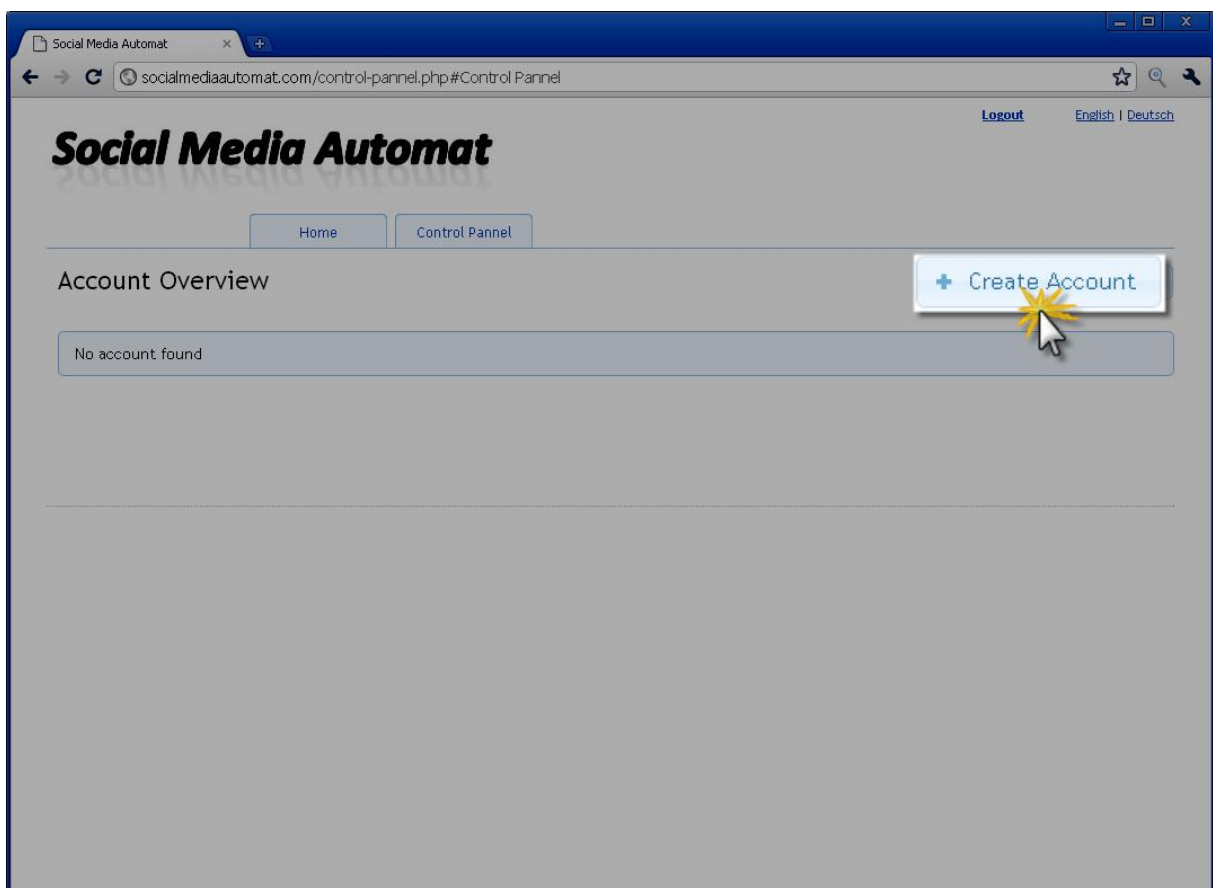 Social Media Automat
socialmediaautomat.com/control-pannel.php#Control Pannel
Logout English | Deutsch
Social Media Automat
Home Control Pannel
Account Overview
+ Create Account
No account found